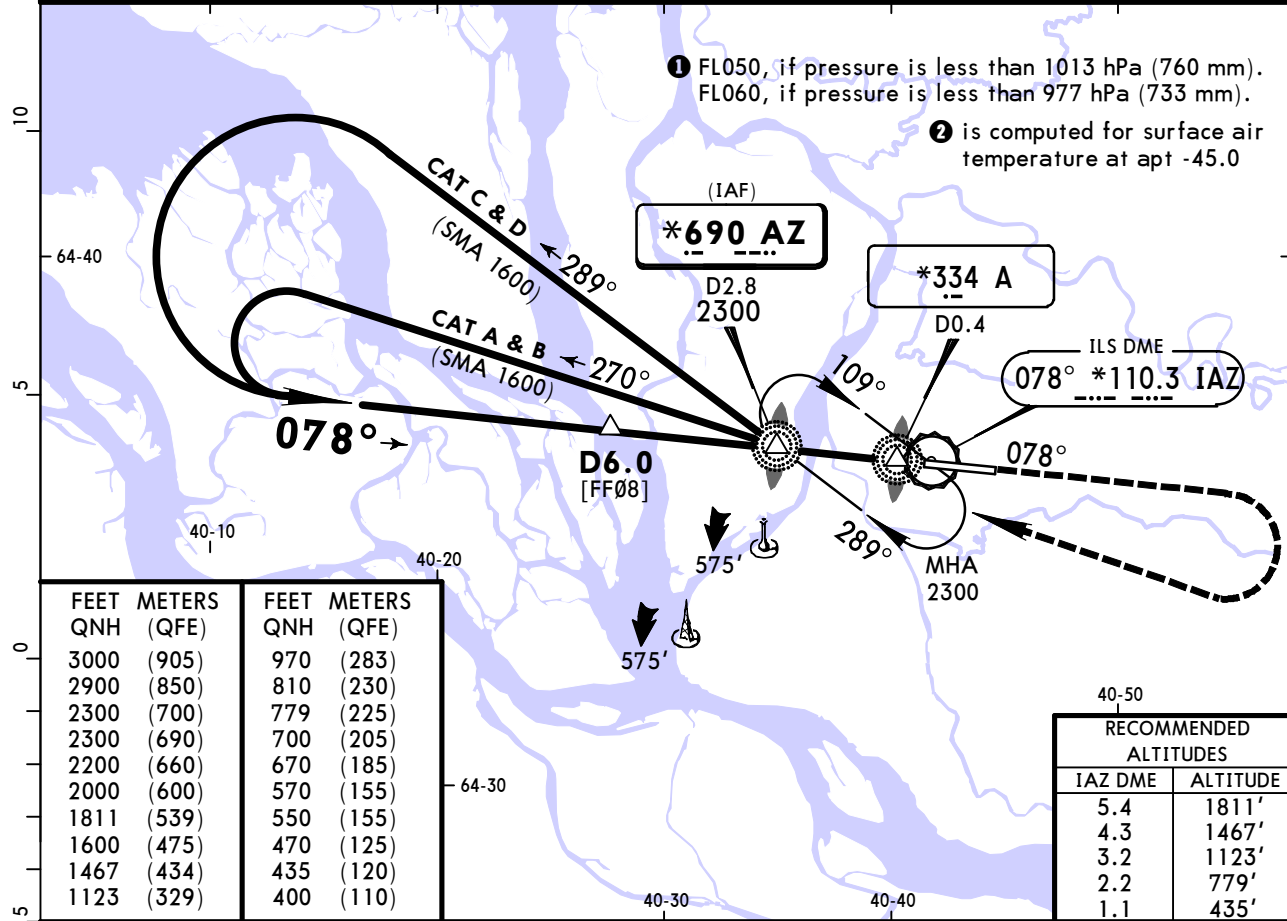 ❶ FL050, if pressure is less than 1013 hPa (760 mm).
FL060, if pressure is less than 977 hPa (733 mm).
❷ is computed for surface air
temperature at apt -45.0
10
5
0
5
64-40
64-30
40-10
40-20
40-30
40-40
40-50
CAT C & D
(SMA 1600)
289°
CAT A & B
(SMA 1600)
270°
078°
(IAF)
*690 AZ
D2.8
2300
*334 A
D0.4
ILS DME
078° *110.3 IAZ
109°
078°
D6.0
[FFØ8]
289°
MHA
2300
575'
575'
FEET METERS FEET METERS
QNH (QFE) QNH (QFE)
3000 (905) 970 (283)
2900 (850) 810 (230)
2300 (700) 779 (225)
2300 (690) 700 (205)
2200 (660) 670 (185)
2000 (600) 570 (155)
1811 (539) 550 (155)
1600 (475) 470 (125)
1467 (434) 435 (120)
1123 (329) 400 (110)
RECOMMENDED
ALTITUDES
IAZ DME ALTITUDE
5.4 1811'
4.3 1467'
3.2 1123'
2.2 779'
1.1 435'